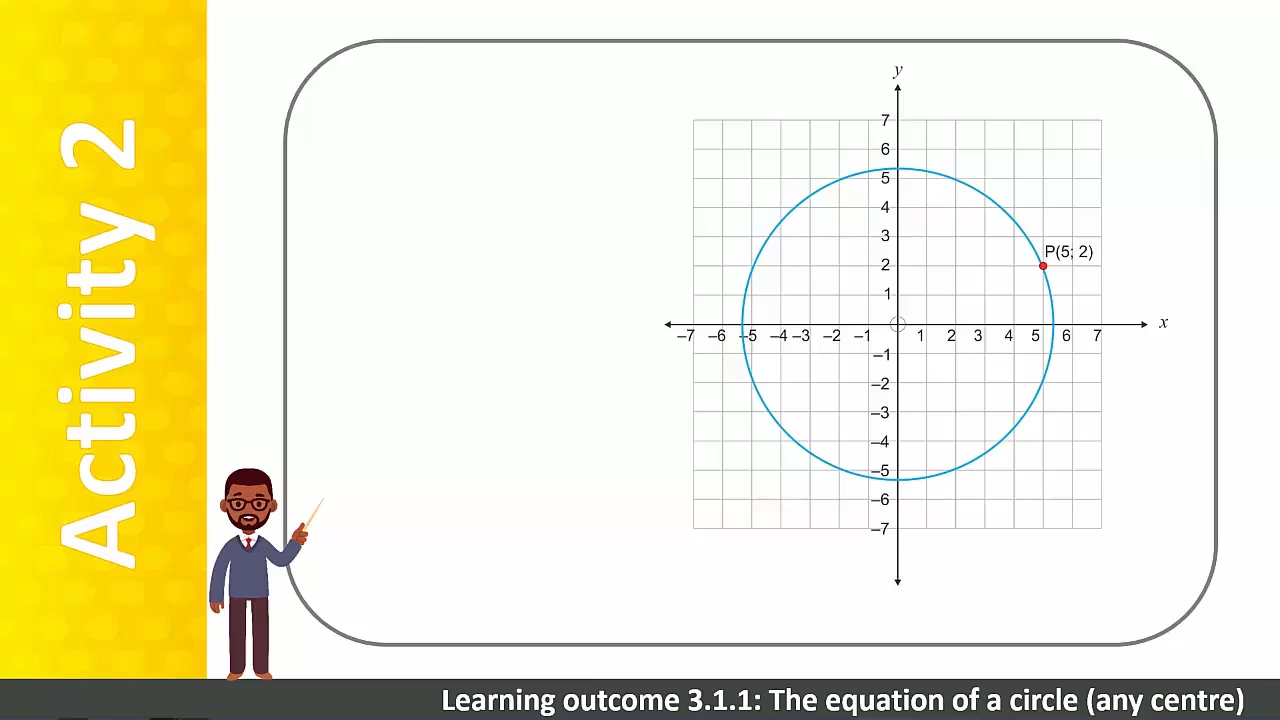 Activity 2
y
7
6
5
4
3
2
1
P(5; 2)
x
–7 –6 –5 –4 –3 –2 –1 1 2 3 4 5 6 7
–1
–2
–3
–4
–5
–6
–7
Learning outcome 3.1.1: The equation of a circle (any centre)